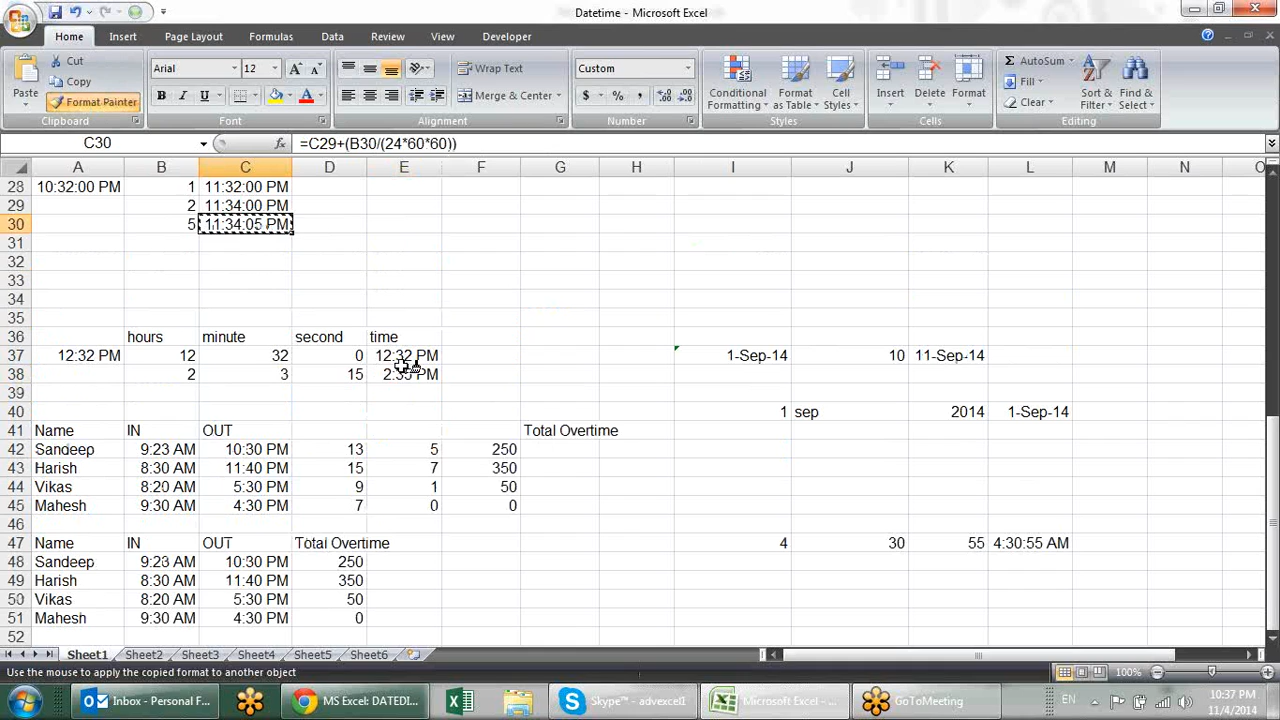 Datetime - Microsoft Excel
Home Insert Page Layout Formulas Data Review View Developer
Paste Cut Copy Format Painter Clipboard
Arial 12 A A B I U A Font
Wrap Text Merge & Center Alignment
Custom $ % , Number
Conditional Formatting Format as Table Cell Styles Styles
Insert Delete Format Cells
Σ AutoSum Fill Clear Sort & Filter Find & Select Editing
C30 fx =C29+(B30/(24*60*60))
A B C D E F G H I J K L M N O
28 10:32:00 PM 1 11:32:00 PM
29 2 11:34:00 PM
30 5 11:34:05 PM
31
32
33
34
35
36 hours minute second time
37 12:32 PM 12 32 0 12:32 PM 1-Sep-14 10 11-Sep-14
38 2 3 15 PM
39
40 1 sep 2014 1-Sep-14
41 Name IN OUT Total Overtime
42 Sandeep 9:23 AM 10:30 PM 13 5 250
43 Harish 8:30 AM 11:40 PM 15 7 350
44 Vikas 8:20 AM 5:30 PM 9 1 50
45 Mahesh 9:30 AM 4:30 PM 7 0 0
46
47 Name IN OUT Total Overtime 4 30 55 4:30:55 AM
48 Sandeep 9:23 AM 10:30 PM 250
49 Harish 8:30 AM 11:40 PM 350
50 Vikas 8:20 AM 5:30 PM 50
51 Mahesh 9:30 AM 4:30 PM 0
52
Sheet1 Sheet2 Sheet3 Sheet4 Sheet5 Sheet6
Use the mouse to apply the copied format to another object 100%
Inbox - Personal F... MS Excel: DATEDI... Skype™ - advexcel1 Microsoft Excel - ... GoToMeeting EN 10:37 PM
11/4/2014